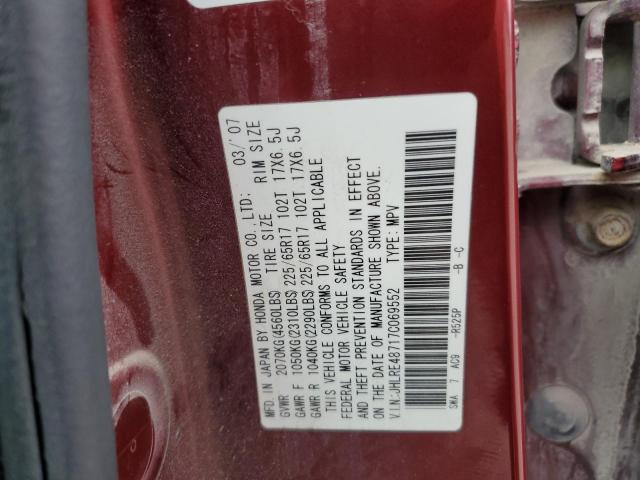 MFD. IN JAPAN BY HONDA MOTOR CO., LTD: 03/'07
GVWR 2070KG(4560LBS) TIRE SIZE RIM SIZE
GAWR F 1050KG(2310LBS) 225/65R17 102T 17X6.5J
GAWR R 1040KG(2290LBS) 225/65R17 102T 17X6.5J
THIS VEHICLE CONFORMS TO ALL APPLICABLE
FEDERAL MOTOR VEHICLE SAFETY
AND THEFT PREVENTION STANDARDS IN EFFECT
ON THE DATE OF MANUFACTURE SHOWN ABOVE.
V.I.N.:JHLRE48717C069552 TYPE: MPV
SWA 7 AC9 -R525P -B -C